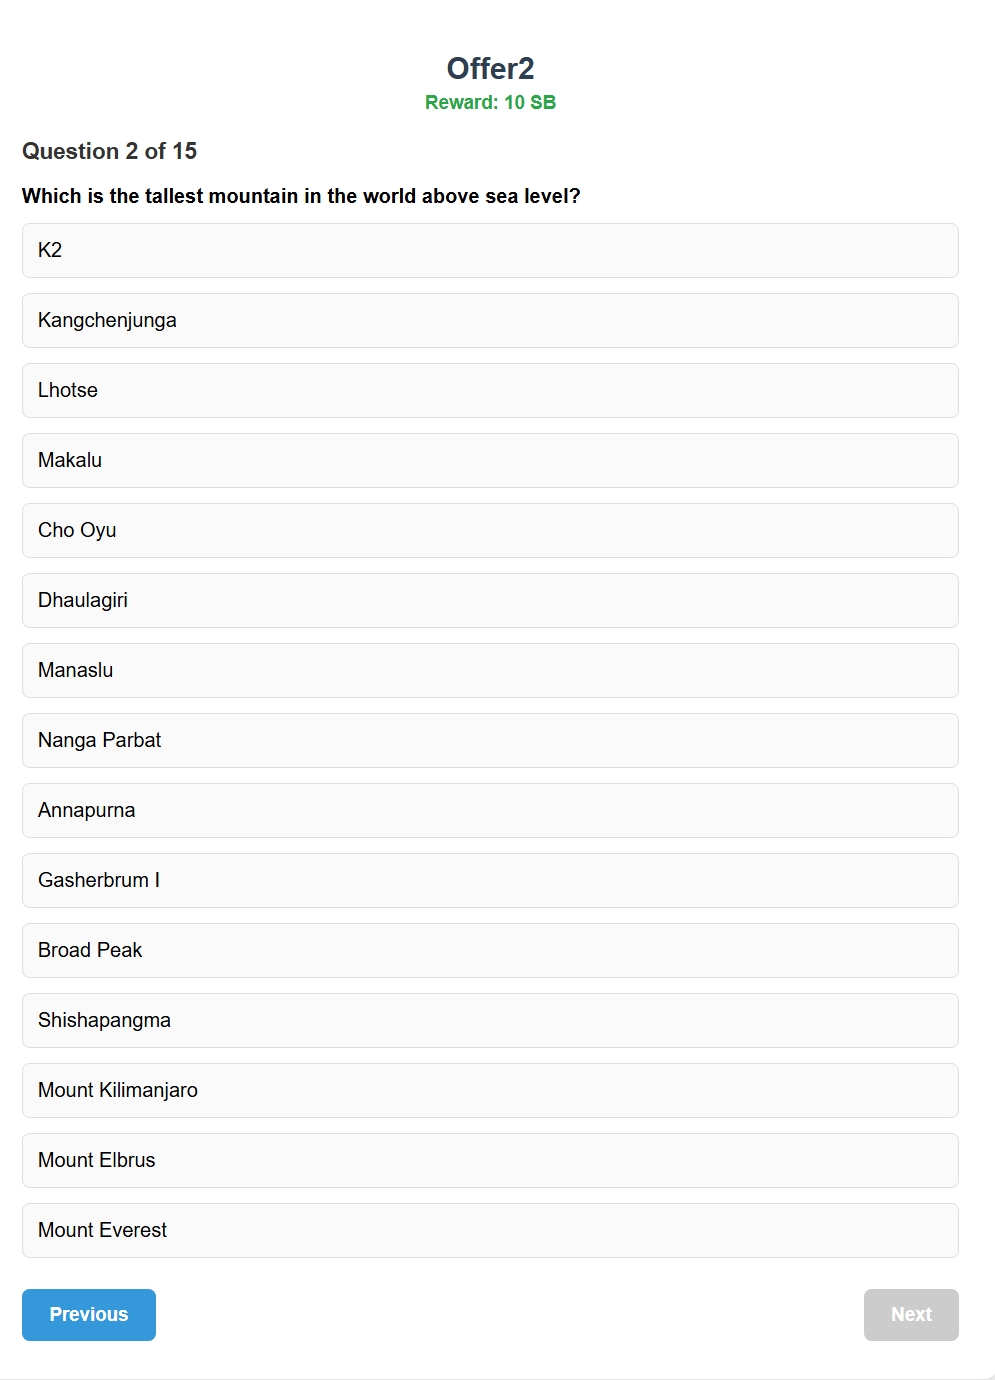 Offer2
Reward: 10 SB
Question 2 of 15
Which is the tallest mountain in the world above sea level?
K2
Kangchenjunga
Lhotse
Makalu
Cho Oyu
Dhaulagiri
Manaslu
Nanga Parbat
Annapurna
Gasherbrum I
Broad Peak
Shishapangma
Mount Kilimanjaro
Mount Elbrus
Mount Everest
Previous
Next